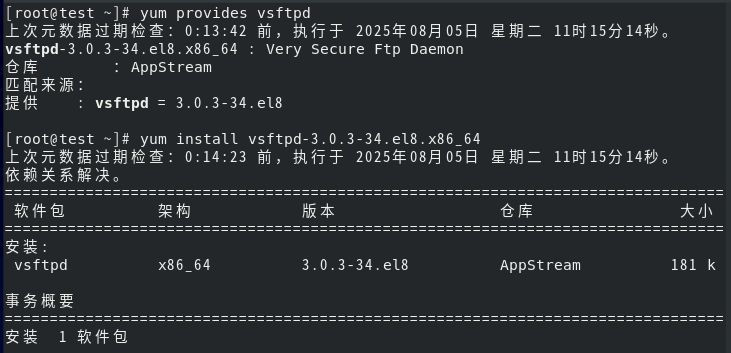 [root@test ~]# yum provides vsftpd
上次元数据过期检查：0:13:42 前，执行于 2025年08月05日 星期二 11时15分14秒。
vsftpd-3.0.3-34.el8.x86_64 : Very Secure Ftp Daemon
仓库        ：AppStream
匹配来源：
提供    : vsftpd = 3.0.3-34.el8
[root@test ~]# yum install vsftpd-3.0.3-34.el8.x86_64
上次元数据过期检查：0:14:23 前，执行于 2025年08月05日 星期二 11时15分14秒。
依赖关系解决。
================================================================================
 软件包          架构            版本                  仓库                大小
================================================================================
安装:
 vsftpd          x86_64          3.0.3-34.el8          AppStream          181 k
事务概要
================================================================================
安装  1 软件包